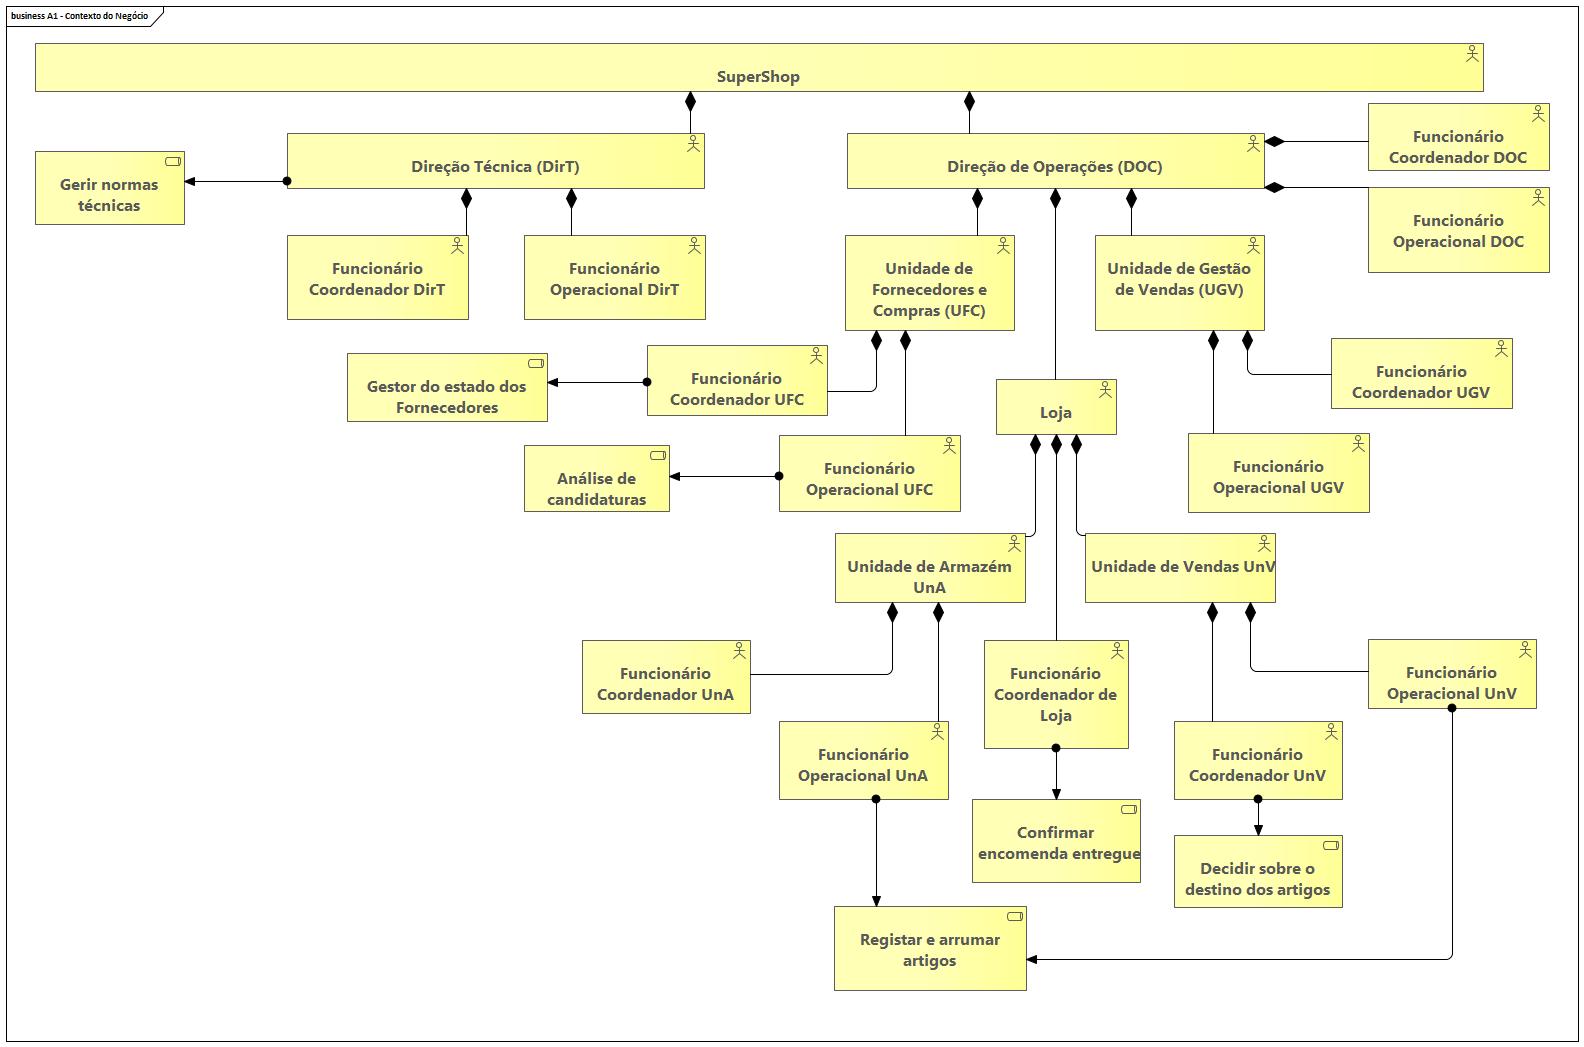 business A1 - Contexto do Negócio
SuperShop
Direção Técnica (DirT)
Direção de Operações (DOC)
Funcionário
Coordenador DOC
Gerir normas
técnicas
Funcionário
Operacional DOC
Funcionário
Coordenador DirT
Funcionário
Operacional DirT
Unidade de
Fornecedores e
Compras (UFC)
Unidade de Gestão
de Vendas (UGV)
Gestor do estado dos
Fornecedores
Funcionário
Coordenador UFC
Loja
Funcionário
Coordenador UGV
Análise de
candidaturas
Funcionário
Operacional UFC
Funcionário
Operacional UGV
Unidade de Armazém
UnA
Unidade de Vendas UnV
Funcionário
Coordenador UnA
Funcionário
Coordenador de
Loja
Funcionário
Operacional UnV
Funcionário
Operacional UnA
Funcionário
Coordenador UnV
Confirmar
encomenda entregue
Decidir sobre o
destino dos artigos
Registar e arrumar
artigos